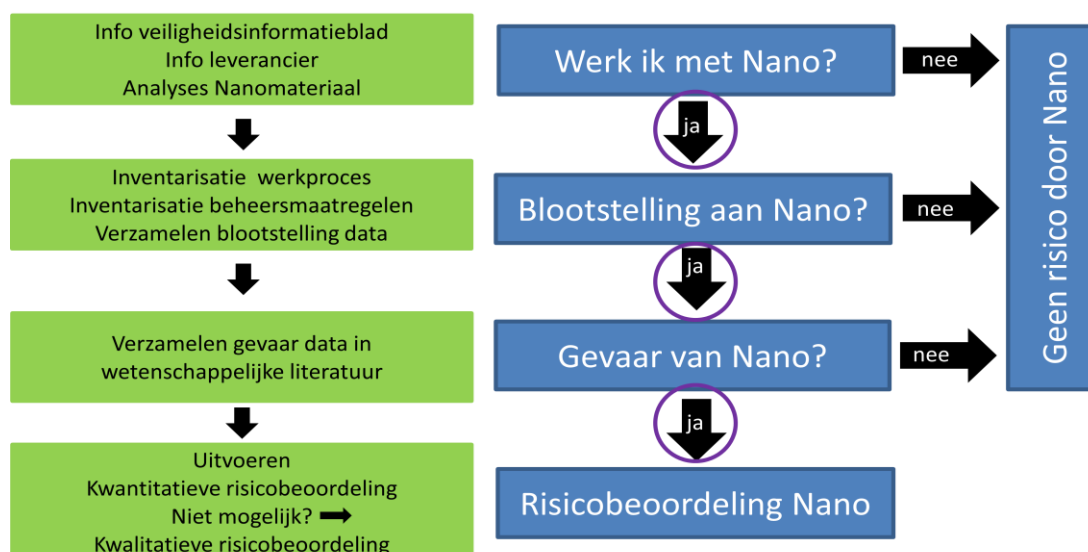 Info veiligheidsinformatieblad
Info leverancier
Analyses Nanomateriaal
Inventarisatie werkproces
Inventarisatie beheersmaatregelen
Verzamelen blootstelling data
Verzamelen gevaar data in
wetenschappelijke literatuur
Uitvoeren
Kwantitatieve risicobeoordeling
Niet mogelijk?
Kwalitatieve risicobeoordeling
Werk ik met Nano?
nee
ja
Blootstelling aan Nano?
nee
ja
Gevaar van Nano?
nee
ja
Risicobeoordeling Nano
Geen risico door Nano